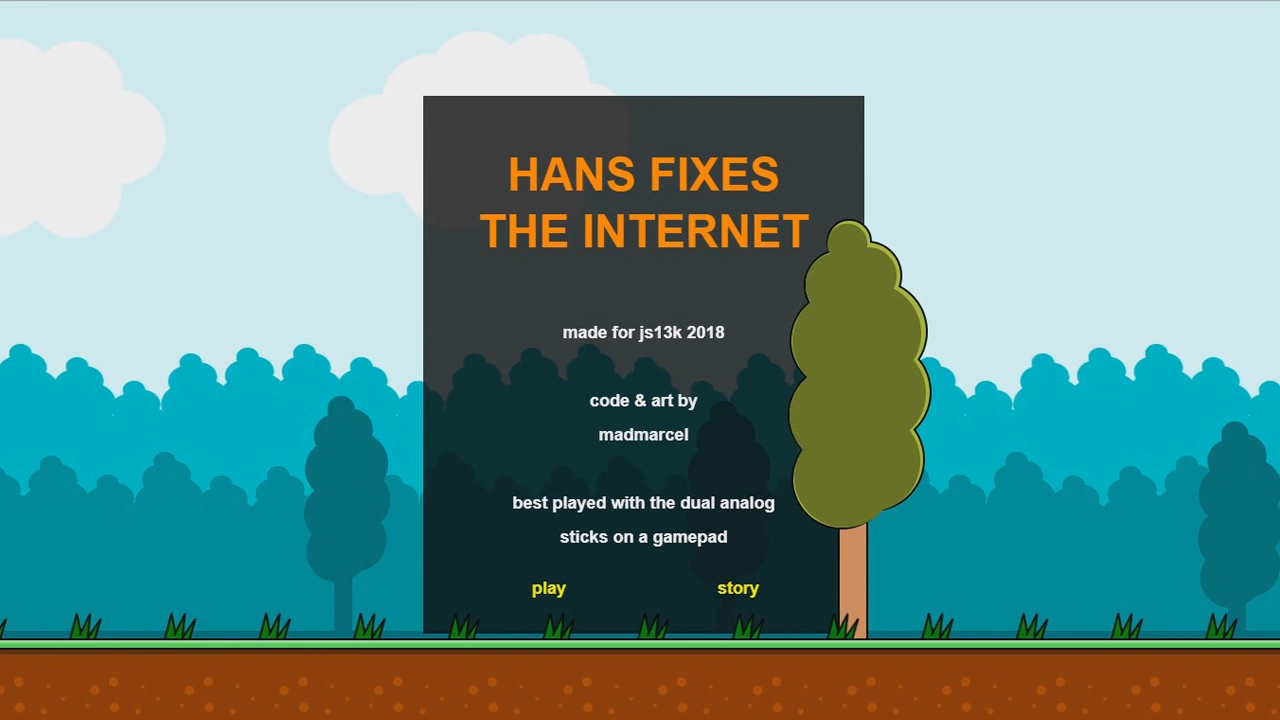 HANS FIXES
THE INTERNET
made for js13k 2018
code & art by
madmarcel
best played with the dual analog
sticks on a gamepad
play story